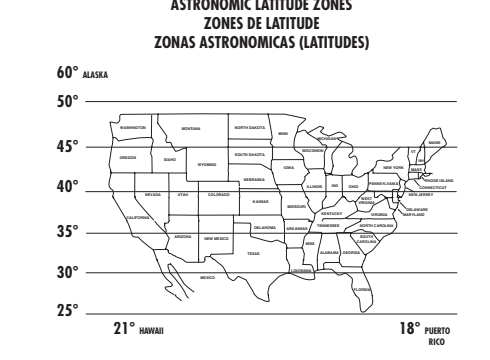 ASTRONOMIC LATITUDE ZONES
ZONES DE LATITUDE
ZONAS ASTRONOMICAS (LATITUDES)
60° ALASKA
50°
WASHINGTON MONTANA NORTH DAKOTA MINN MICHIGAN MAINE
45°
OREGON IDAHO WYOMING SOUTH DAKOTA WISCONSIN NEW YORK VT NH MASS
IOWA NEBRASKA RHODE ISLAND
CONNECTICUT
40°
NEVADA UTAH COLORADO ILLINOIS IND OHIO PENNSYLVANIA NEW JERSEY
KANSAS MISSOURI WEST VIRGINIA
DELAWARE
MARYLAND
CALIFORNIA KENTUCKY VIRGINIA
35°
ARIZONA NEW MEXICO OKLAHOMA ARKANSAS TENNESSEE NORTH CAROLINA
SOUTH CAROLINA
TEXAS MISS ALABAMA GEORGIA
30°
MEXICO LOUISIANA
FLORIDA
25°
21° HAWAII
18° PUERTO
RICO